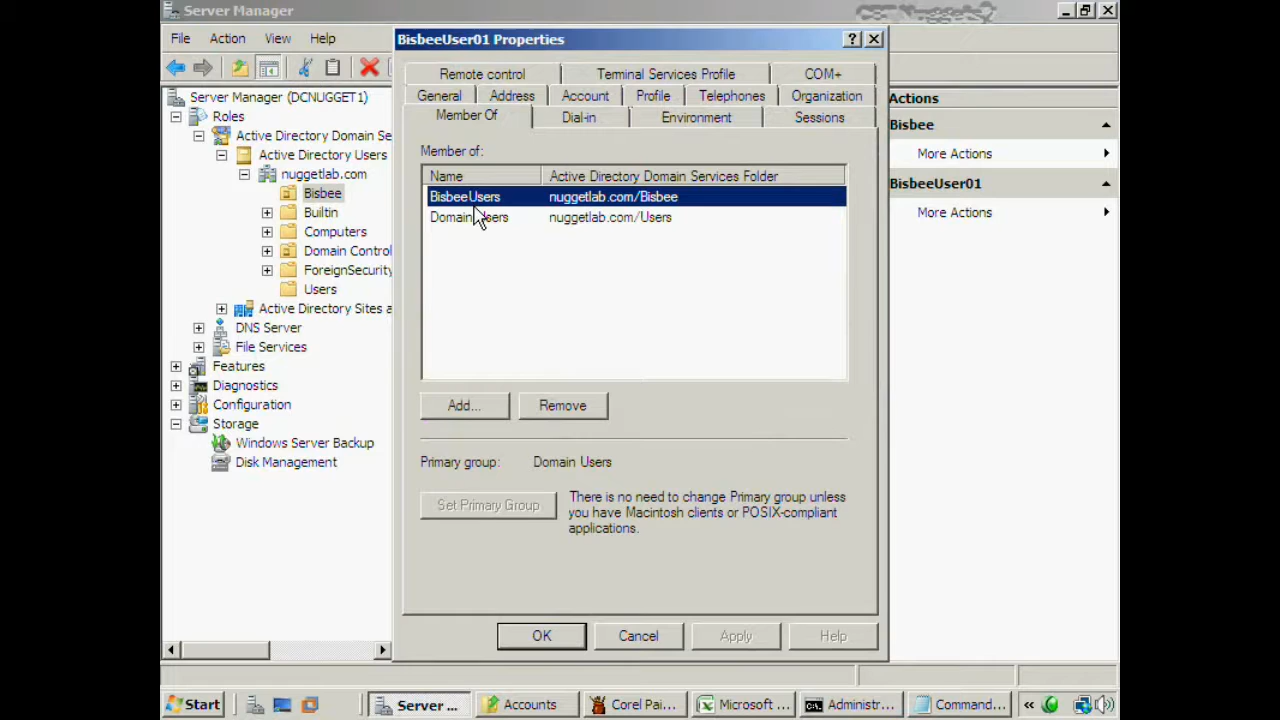 Server Manager
File Action View Help
Server Manager (DCNUGGET1)
Roles
Active Directory Domain Se
Active Directory Users
nuggetlab.com
Bisbee
Builtin
Computers
Domain Contro
ForeignSecurity
Users
Active Directory Sites a
DNS Server
File Services
Features
Diagnostics
Configuration
Storage
Windows Server Backup
Disk Management
BisbeeUser01 Properties
Remote control Terminal Services Profile COM+
General Address Account Profile Telephones Organization
Member Of Dial-in Environment Sessions
Member of:
Name Active Directory Domain Services Folder
BisbeeUsers nuggetlab.com/Bisbee
Domain Users nuggetlab.com/Users
Add... Remove
Primary group: Domain Users
Set Primary Group
There is no need to change Primary group unless
you have Macintosh clients or POSIX-compliant
applications.
OK Cancel Apply Help
Actions
Bisbee
More Actions
BisbeeUser01
More Actions
Start Server ... Accounts Corel Pai... Microsoft ... Administr... Command... «